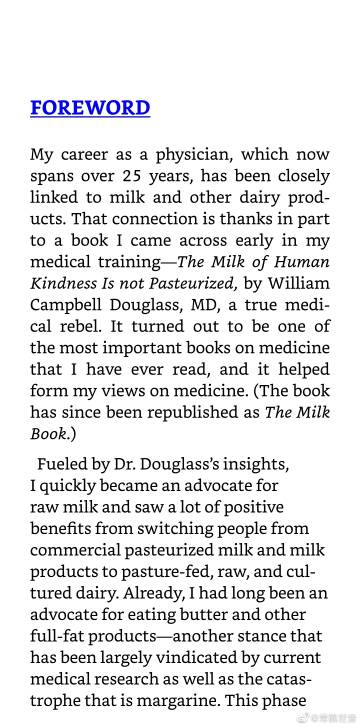 FOREWORD
My career as a physician, which now
spans over 25 years, has been closely
linked to milk and other dairy prod-
ucts. That connection is thanks in part
to a book I came across early in my
medical training—The Milk of Human
Kindness Is not Pasteurized, by William
Campbell Douglass, MD, a true medi-
cal rebel. It turned out to be one of
the most important books on medicine
that I have ever read, and it helped
form my views on medicine. (The book
has since been republished as The Milk
Book.)
Fueled by Dr. Douglass’s insights,
I quickly became an advocate for
raw milk and saw a lot of positive
benefits from switching people from
commercial pasteurized milk and milk
products to pasture-fed, raw, and cul-
tured dairy. Already, I had long been an
advocate for eating butter and other
full-fat products—another stance that
has been largely vindicated by current
medical research as well as the catas-
trophe that is margarine. This phase